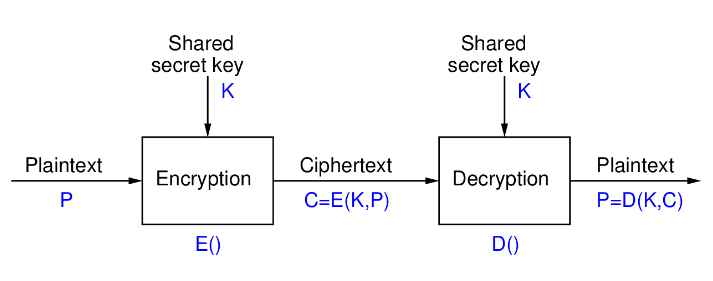 Shared
secret key
K
Shared
secret key
K
Plaintext
P
Encryption
E()
Ciphertext
C=E(K,P)
Decryption
D()
Plaintext
P=D(K,C)